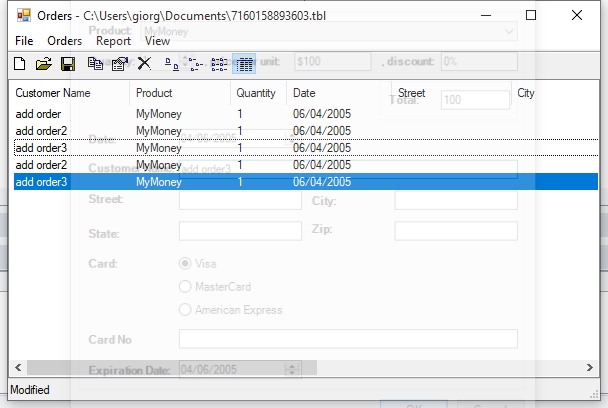 Orders - C:\Users\giorg\Documents\7160158893603.tbl
Product: MyMoney
File Orders Report View
unit: $100 , discount: 0%
Customer Name Product Quantity Date Street City
Total: 100
add order MyMoney 1 06/04/2005
add order2 MyMoney 1 06/04/2005
Date: 04/06/2005
add order3 MyMoney 1 06/04/2005
add order2 MyMoney 1 06/04/2005
Customer Name: add order3
add order3 MyMoney 1 06/04/2005
Street: City:
State: Zip:
Card: Visa
MasterCard
American Express
Card No
Expiration Date: 04/06/2005
Modified